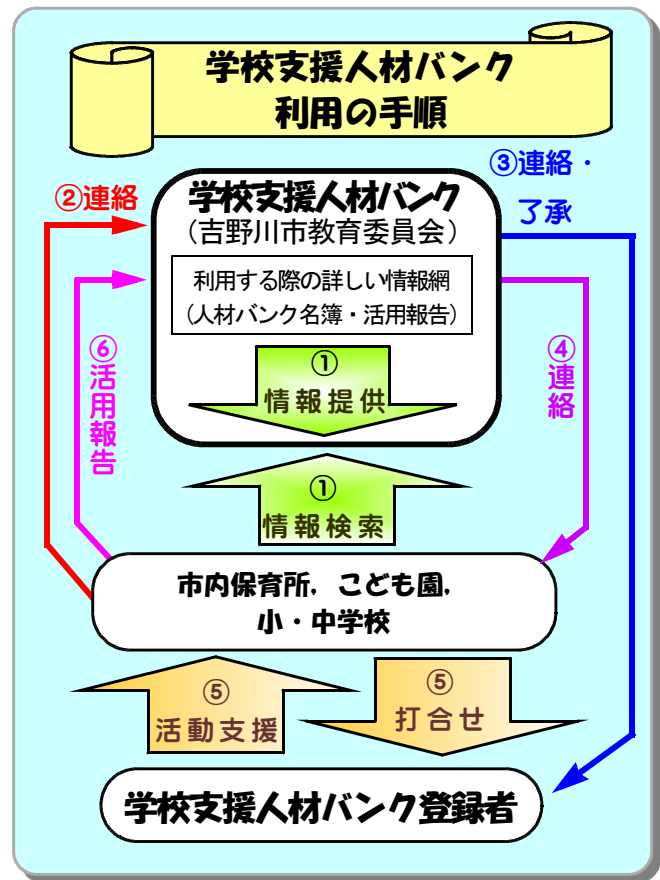 学校支援人材バンク
利用の手順
③連絡・
了承
②連絡
学校支援人材バンク
（吉野川市教育委員会）
利用する際の詳しい情報網
（人材バンク名簿・活用報告）
①
情報提供
⑥活用報告
④連絡
①
情報検索
市内保育所，こども園，
小・中学校
⑤
活動支援
⑤
打合せ
学校支援人材バンク登録者